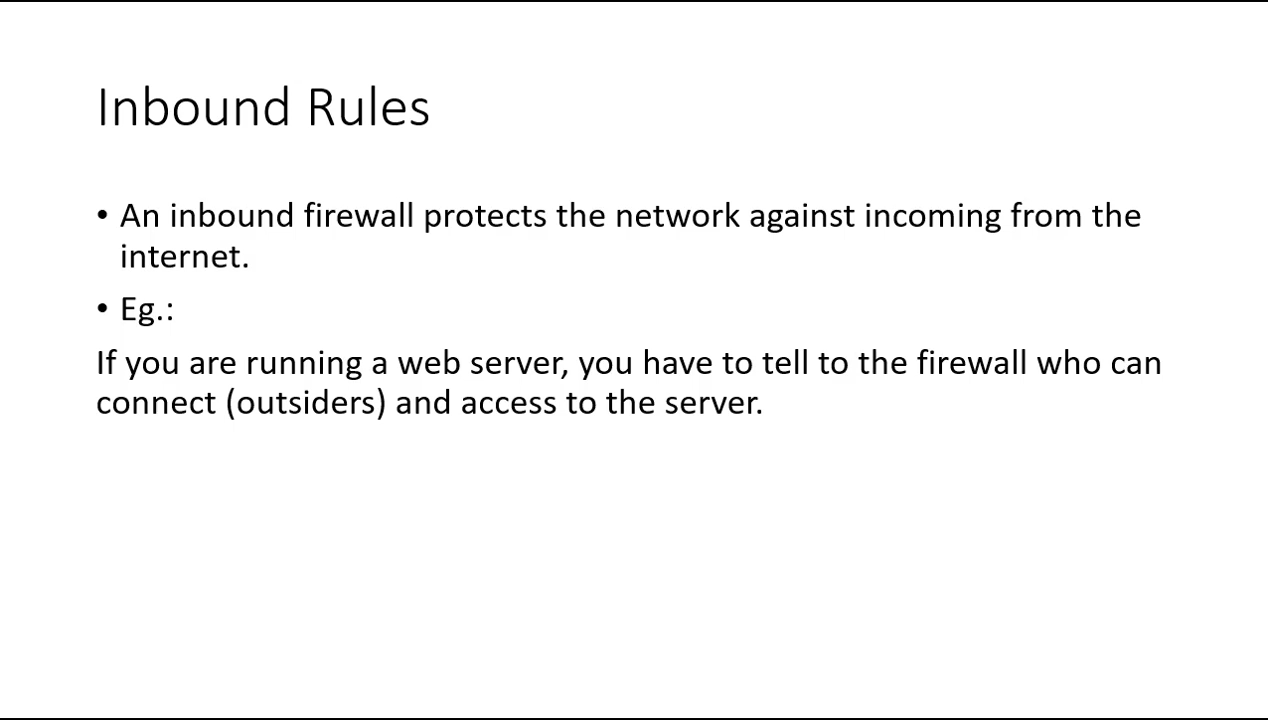 Inbound Rules
• An inbound firewall protects the network against incoming from the
internet.
• Eg.:
If you are running a web server, you have to tell to the firewall who can
connect (outsiders) and access to the server.